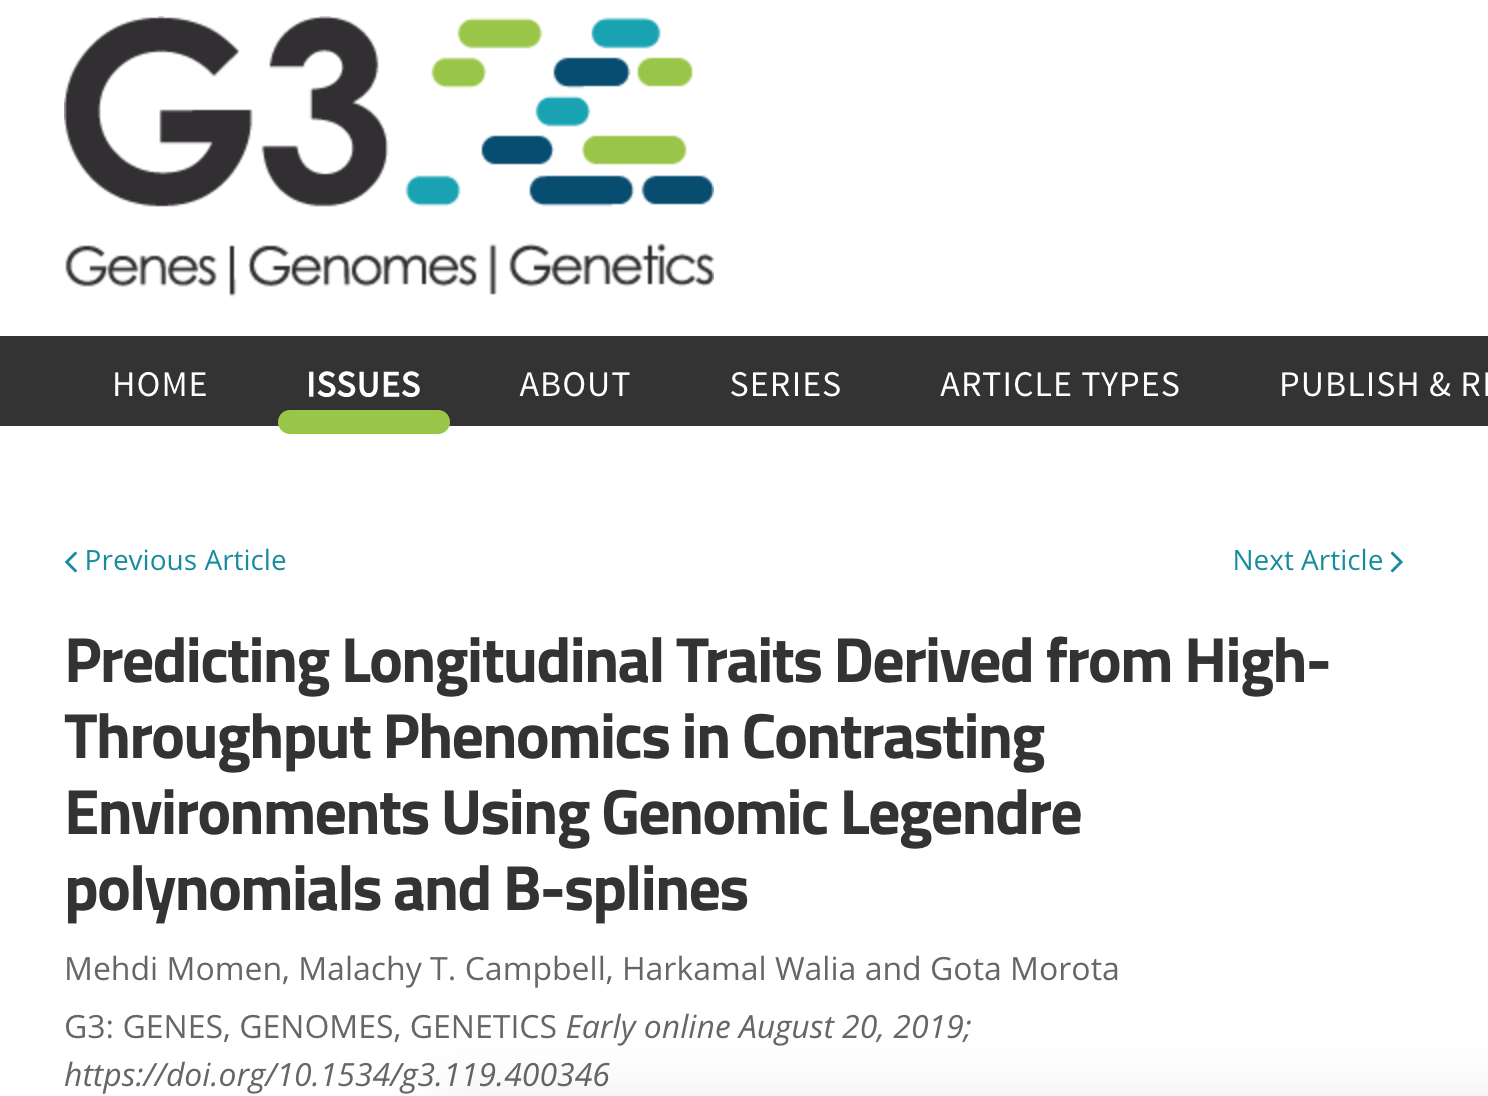 G3
Genes | Genomes | Genetics
HOME ISSUES ABOUT SERIES ARTICLE TYPES PUBLISH &
Previous Article Next Article
Predicting Longitudinal Traits Derived from High-
Throughput Phenomics in Contrasting
Environments Using Genomic Legendre
polynomials and B-splines
Mehdi Momen, Malachy T. Campbell, Harkamal Walia and Gota Morota
G3: GENES, GENOMES, GENETICS Early online August 20, 2019;
https://doi.org/10.1534/g3.119.400346